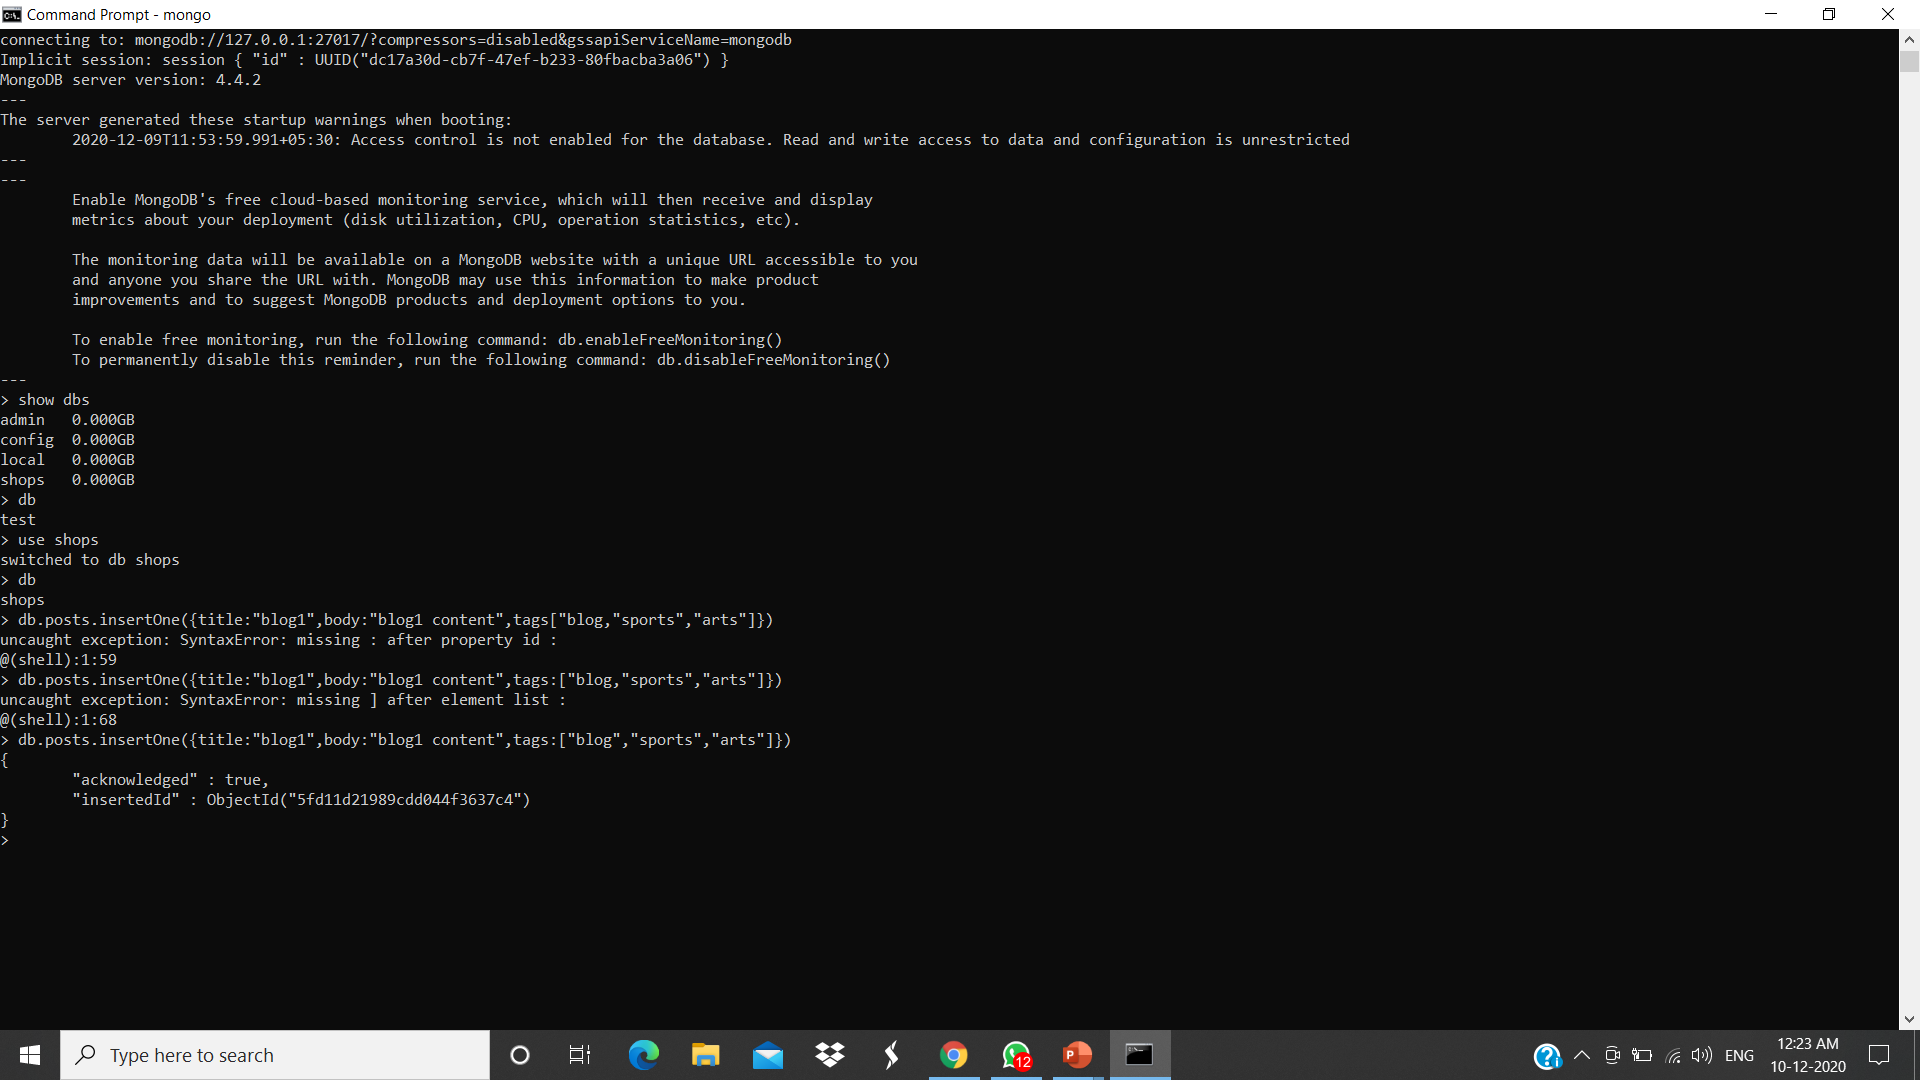 Command Prompt - mongo
connecting to: mongodb://127.0.0.1:27017/?compressors=disabled&gssapiServiceName=mongodb
Implicit session: session { "id" : UUID("dc17a30d-cb7f-47ef-b233-80fbacba3a06") }
MongoDB server version: 4.4.2
---
The server generated these startup warnings when booting:
        2020-12-09T11:53:59.991+05:30: Access control is not enabled for the database. Read and write access to data and configuration is unrestricted
---
---
        Enable MongoDB's free cloud-based monitoring service, which will then receive and display
        metrics about your deployment (disk utilization, CPU, operation statistics, etc).

        The monitoring data will be available on a MongoDB website with a unique URL accessible to you
        and anyone you share the URL with. MongoDB may use this information to make product
        improvements and to suggest MongoDB products and deployment options to you.

        To enable free monitoring, run the following command: db.enableFreeMonitoring()
        To permanently disable this reminder, run the following command: db.disableFreeMonitoring()
---
> show dbs
admin   0.000GB
config  0.000GB
local   0.000GB
shops   0.000GB
> db
test
> use shops
switched to db shops
> db
shops
> db.posts.insertOne({title:"blog1",body:"blog1 content",tags["blog,"sports","arts"]})
uncaught exception: SyntaxError: missing : after property id :
@(shell):1:59
> db.posts.insertOne({title:"blog1",body:"blog1 content",tags:["blog,"sports","arts"]})
uncaught exception: SyntaxError: missing ] after element list :
@(shell):1:68
> db.posts.insertOne({title:"blog1",body:"blog1 content",tags:["blog","sports","arts"]})
{
        "acknowledged" : true,
        "insertedId" : ObjectId("5fd11d21989cdd044f3637c4")
}
>
Type here to search
12
ENG
12:23 AM
10-12-2020